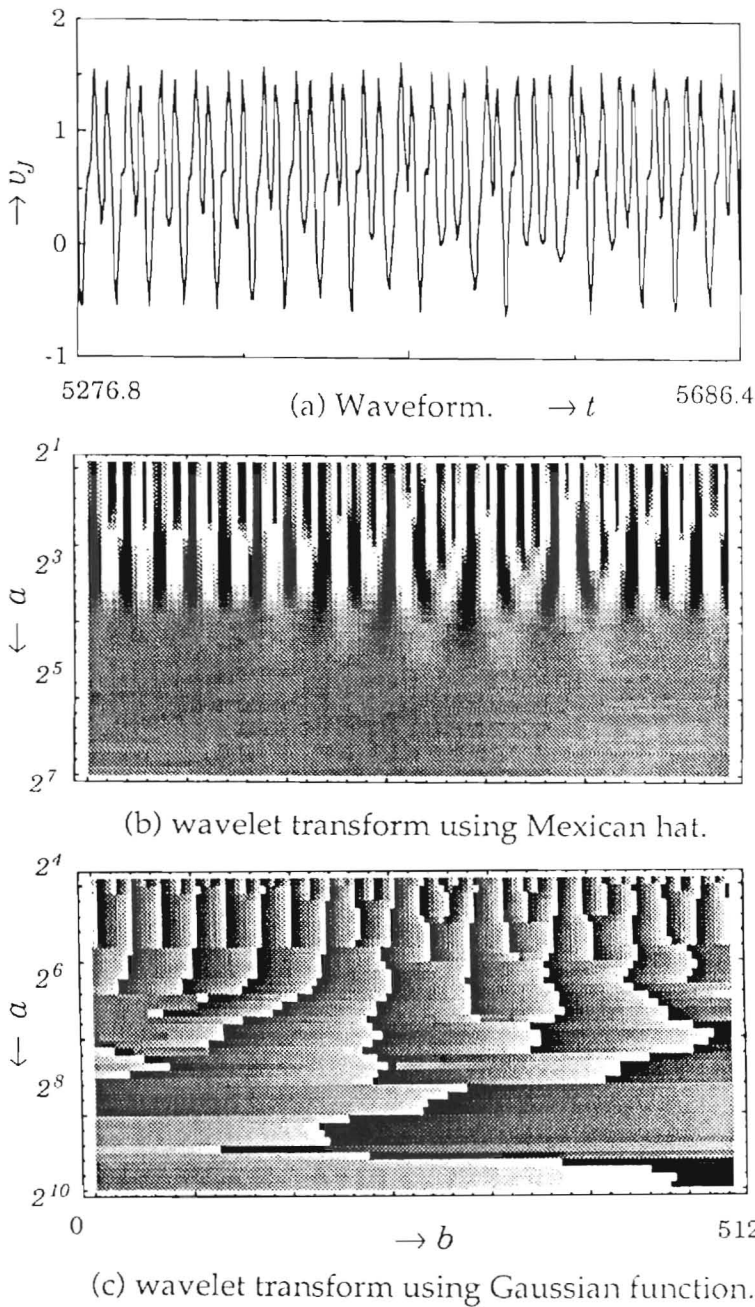 2
1
0
-1
→ v_J
5276.8
(a) Waveform. → t
5686.4
2^1
2^3
2^5
2^7
← a
(b) wavelet transform using Mexican hat.
2^4
2^6
2^8
2^10
← a
0
→ b
512
(c) wavelet transform using Gaussian function.